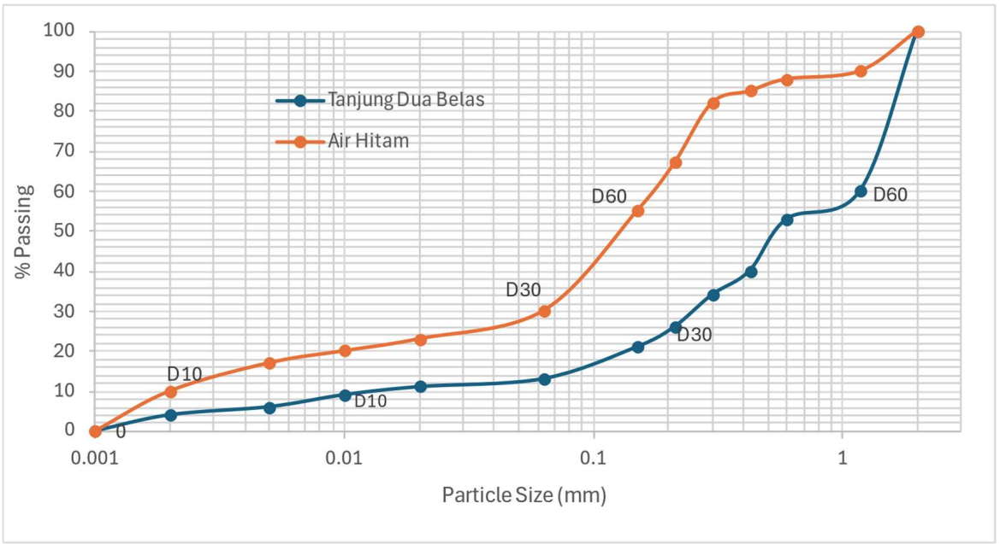 100
90
80
70
60
50
40
30
20
10
0
% Passing
Tanjung Dua Belas
Air Hitam
D60
D60
D30
D30
D10
D10
0
0.001
0.01
0.1
1
Particle Size (mm)